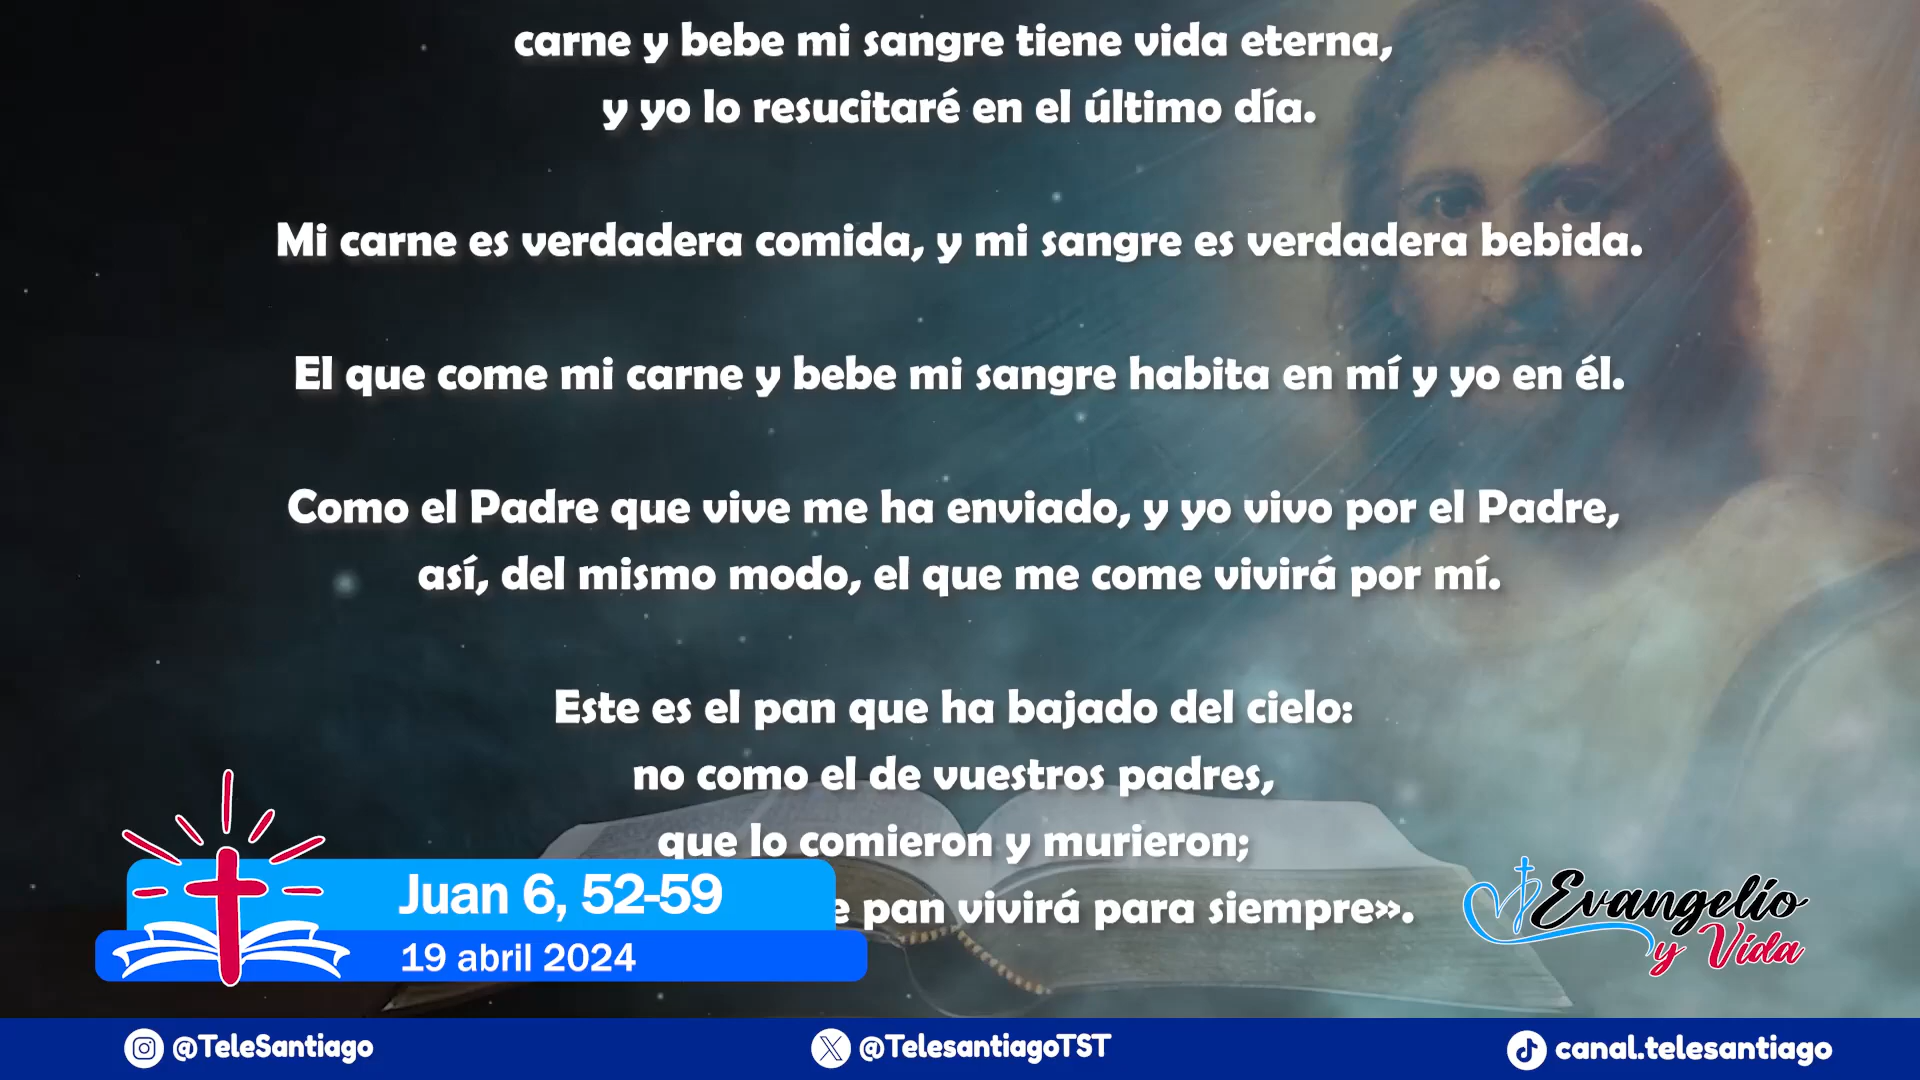 carne y bebe mi sangre tiene vida eterna,
y yo lo resucitaré en el último día.
Mi carne es verdadera comida, y mi sangre es verdadera bebida.
El que come mi carne y bebe mi sangre habita en mí y yo en él.
Como el Padre que vive me ha enviado, y yo vivo por el Padre,
así, del mismo modo, el que me come vivirá por mí.
Este es el pan que ha bajado del cielo:
no como el de vuestros padres,
que lo comieron y murieron;
pan vivirá para siempre».
Juan 6, 52-59
19 abril 2024
Evangelio
y Vida
@TeleSantiago
@TelesantiagoTST
canal.telesantiago